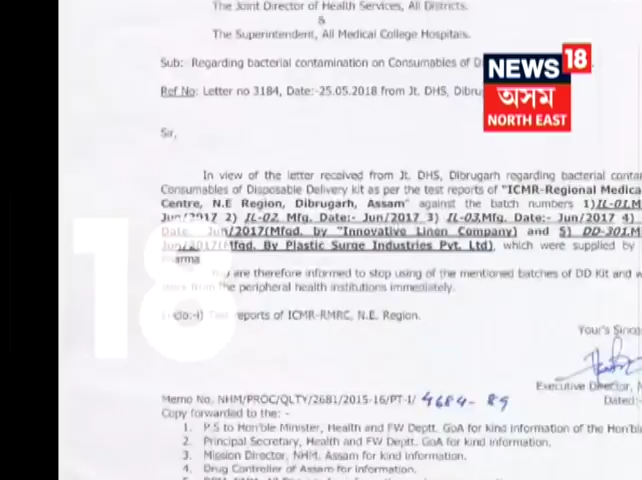 The Joint Director of Health Services, All Districts.
&
The Superintendent, All Medical College Hospitals.
Sub:- Regarding bacterial contamination on Consumables of
NEWS 18
অসম
NORTH EAST
Ref No: Letter no 3184, Date:-25.05.2018 from Jt. DHS, Dibru
Sir,
In view of the letter received from Jt. DHS, Dibrugarh regarding bacterial conta
Consumables of Disposable Delivery kit as per the test reports of "ICMR-Regional Medica
Centre, N.E Region, Dibrugarh, Assam" against the batch numbers 1)IL-01.M
Jun/2017 2) IL-02. Mfg. Date:- Jun/2017 3) IL-03.Mfg. Date:- Jun/2017 4)
Date: Jun/2017(Mfgd. by "Innovative Linen Company) and 5) DD-301.M
Jun/2017(Mfgd. By Plastic Surge Industries Pvt. Ltd), which were supplied by
Pharma
18
You are therefore informed to stop using of the mentioned batches of DD Kit and w
from the peripheral health institutions immediately.
reports of ICMR-RMRC, N.E. Region.
Your's Since
Executive Director, N
Memo No. NHM/PROC/QLTY/2681/2015-16/PT-I/ 4684-89 Dated:-
Copy forwarded to the: -
1. P.S to Hon'ble Minister, Health and FW Deptt. GoA for kind information of the Hon'bl
2. Principal Secretary, Health and FW Deptt. GoA for kind information.
3. Mission Director, NHM. Assam for kind information.
4. Drug Controller of Assam for information.